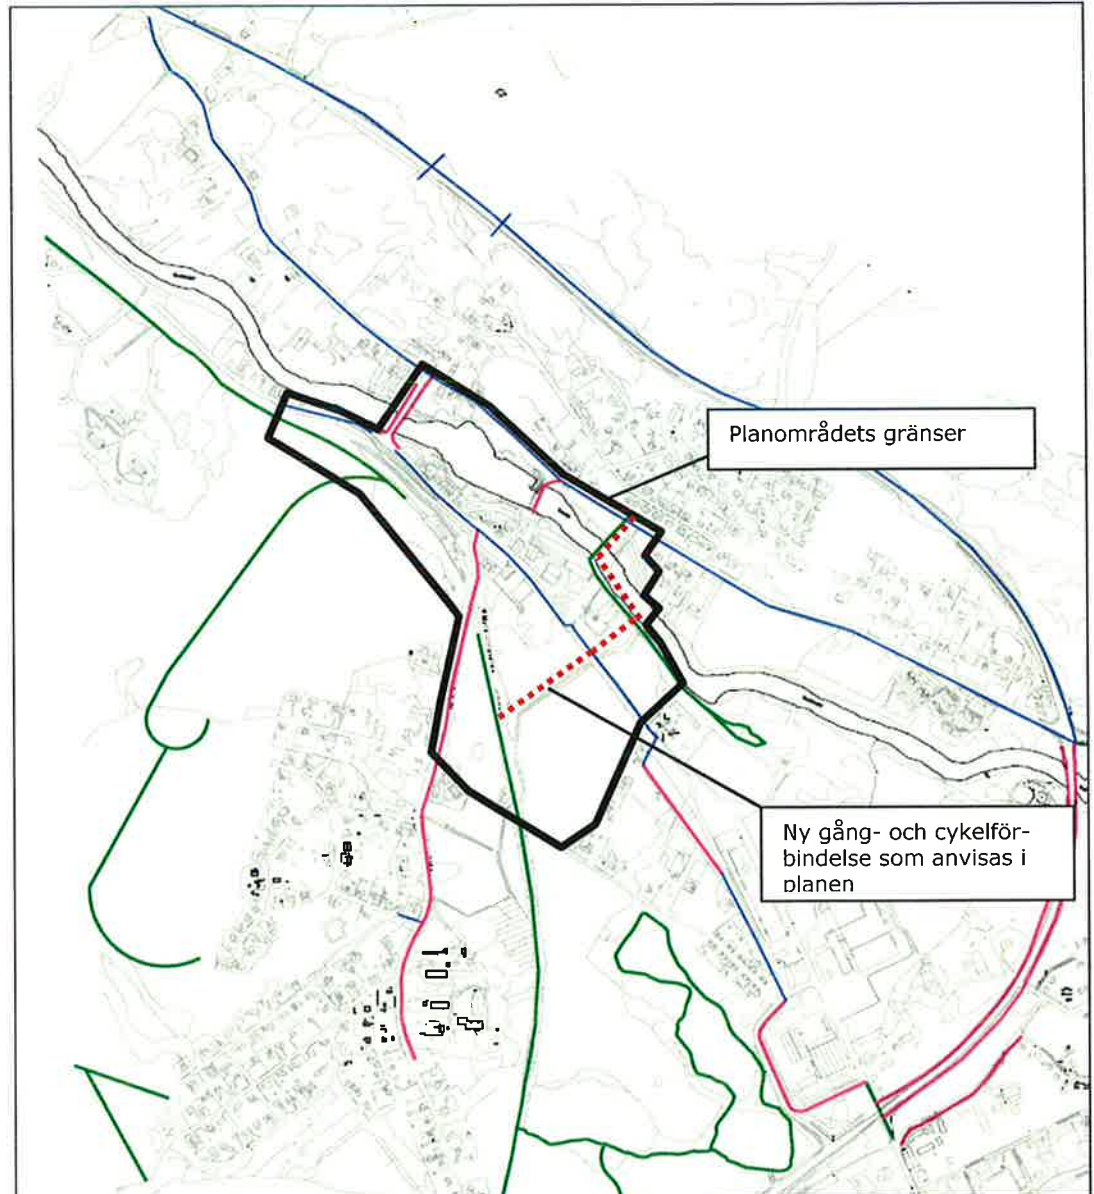 Planområdets gränser
Ny gång- och cykelför-
bindelse som anvisas i
planen